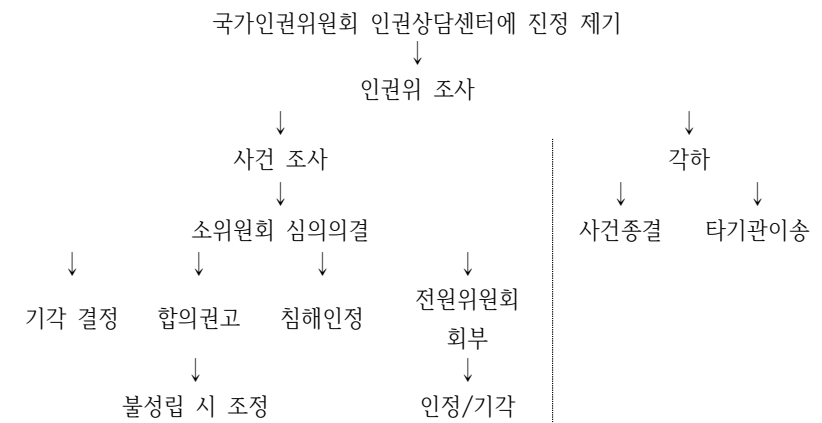 국가인권위원회 인권상담센터에 진정 제기
↓
인권위 조사
↓ ↓
사건 조사 각하
↓ ↓ ↓
소위원회 심의의결 사건종결 타기관이송
↓ ↓ ↓ ↓
기각 결정 합의권고 침해인정 전원위원회 회부
↓ ↓
불성립 시 조정 인정/기각